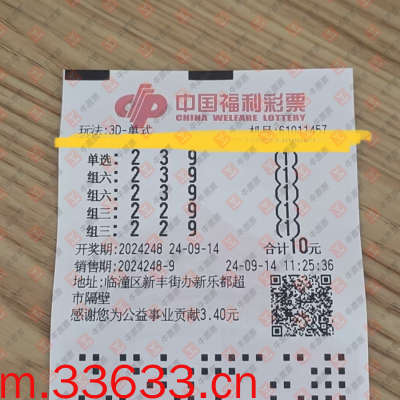 中国福利彩票
CHINA WELFARE LOTTERY
玩法:3D-单式 机号:61011457
单选: 2 3 9 (1)
组六: 2 3 9 (1)
组六: 2 3 9 (1)
组三: 2 2 9 (1)
组三: 2 2 9 (1)
开奖期:2024248 24-09-14 合计10元
销售期:2024248-9 24-09-14 11:25:36
地址:临潼区新丰街办新乐都超
市隔壁
感谢您为公益事业贡献3.40元
m.33633.cn